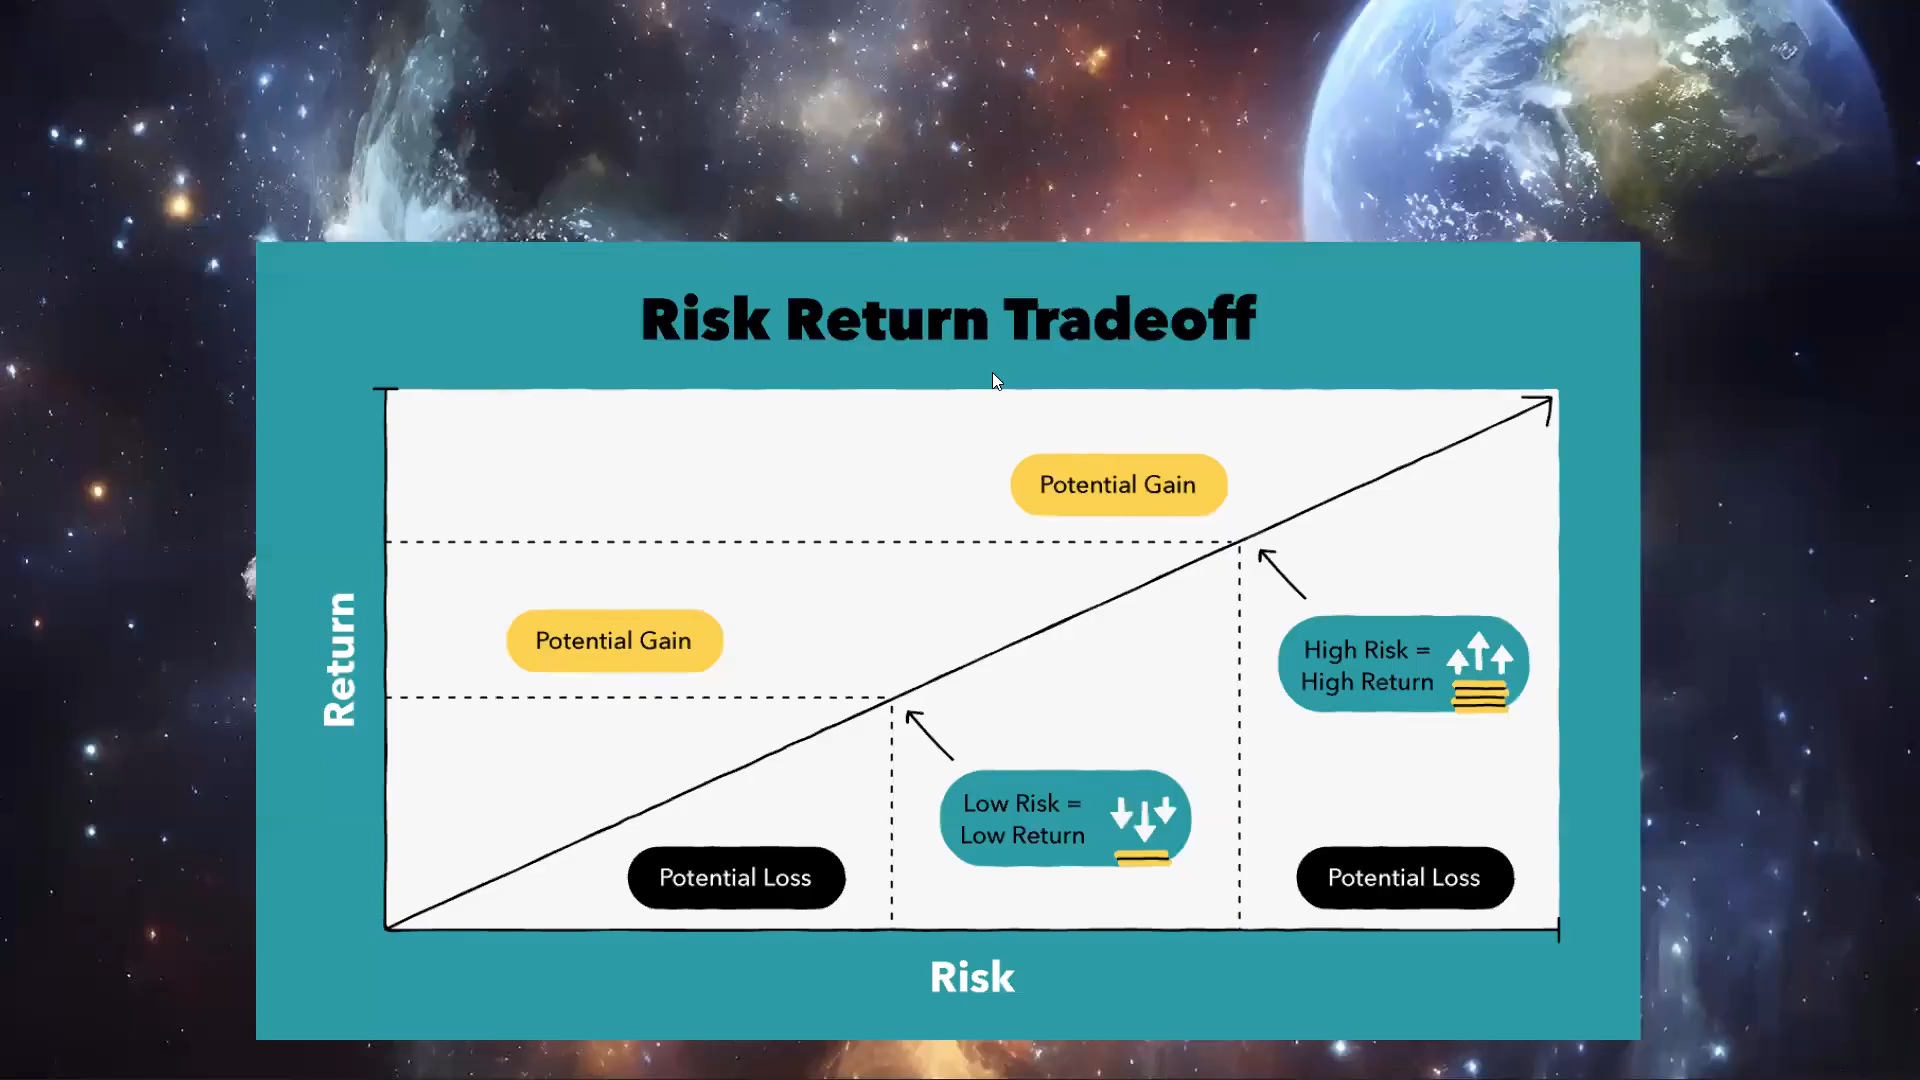 Risk Return Tradeoff
Potential Gain
Return
Potential Gain
High Risk =
High Return
Low Risk =
Low Return
Potential Loss
Potential Loss
Risk